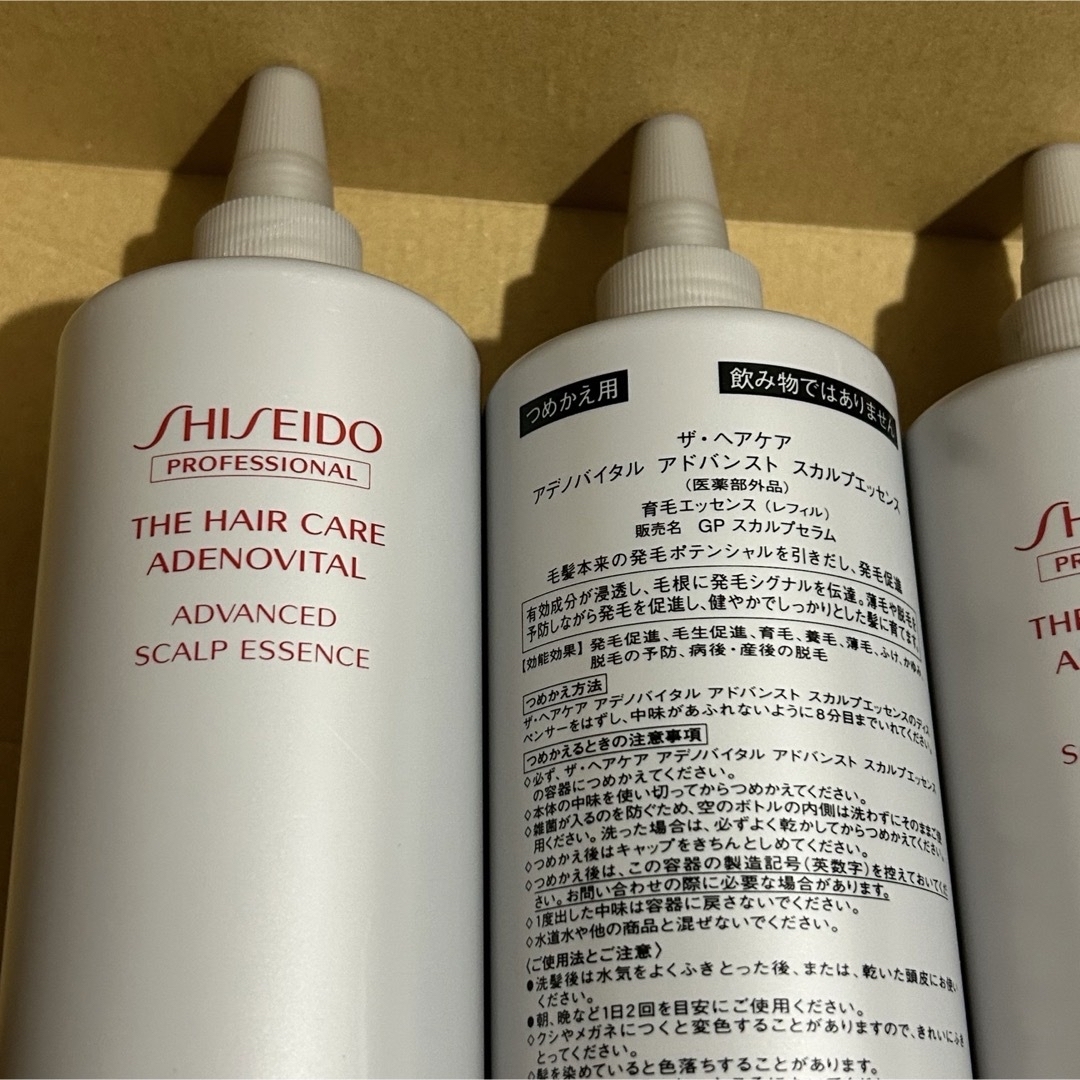 SHISEIDO
PROFESSIONAL
THE HAIR CARE
ADENOVITAL
ADVANCED
SCALP ESSENCE
つめかえ用
飲み物ではありません
ザ・ヘアケア
アデノバイタル アドバンスト スカルプエッセンス
(医薬部外品)
育毛エッセンス(レフィル)
販売名 GP スカルプセラム
毛髪本来の発毛ポテンシャルを引きだし、発毛促進
有効成分が浸透し、毛根に発毛シグナルを伝達。薄毛や脱毛を
予防しながら発毛を促進し、健やかでしっかりとした髪に育てます。
【効能効果】発毛促進、毛生促進、育毛、養毛、薄毛、ふけ、かゆみ
脱毛の予防、病後・産後の脱毛
つめかえ方法
ザ・ヘアケア アデノバイタル アドバンスト スカルプエッセンスのディス
ペンサーをはずし、中味があふれないように8分目までいれてください。
つめかえるときの注意事項
◇必ず、ザ・ヘアケア アデノバイタル アドバンスト スカルプエッセンス
の容器につめかえてください。
◇本体の中味を使い切ってからつめかえてください。
◇雑菌が入るのを防ぐため、空のボトルの内側は洗わずにそのままご使
用ください。洗った場合は、必ずよく乾かしてからつめかえてください。
◇つめかえ後はキャップをきちんとしめてください。
◇つめかえ後は、この容器の製造記号(英数字)を控えておいてくだ
さい。お問い合わせの際に必要な場合があります。
◇1度出した中味は容器に戻さないでください。
◇水道水や他の商品と混ぜないでください。
〈ご使用法とご注意〉
●洗髪後は水気をよくふきとった後、または、乾いた頭皮にお使い
ください。
●朝、晩など1日2回を目安にご使用ください。
◇クシやメガネにつくと変色することがありますので、きれいにふき
とってください。
◇髪を染めていると色落ちすることがあります。
SH
PR
THE
A
S